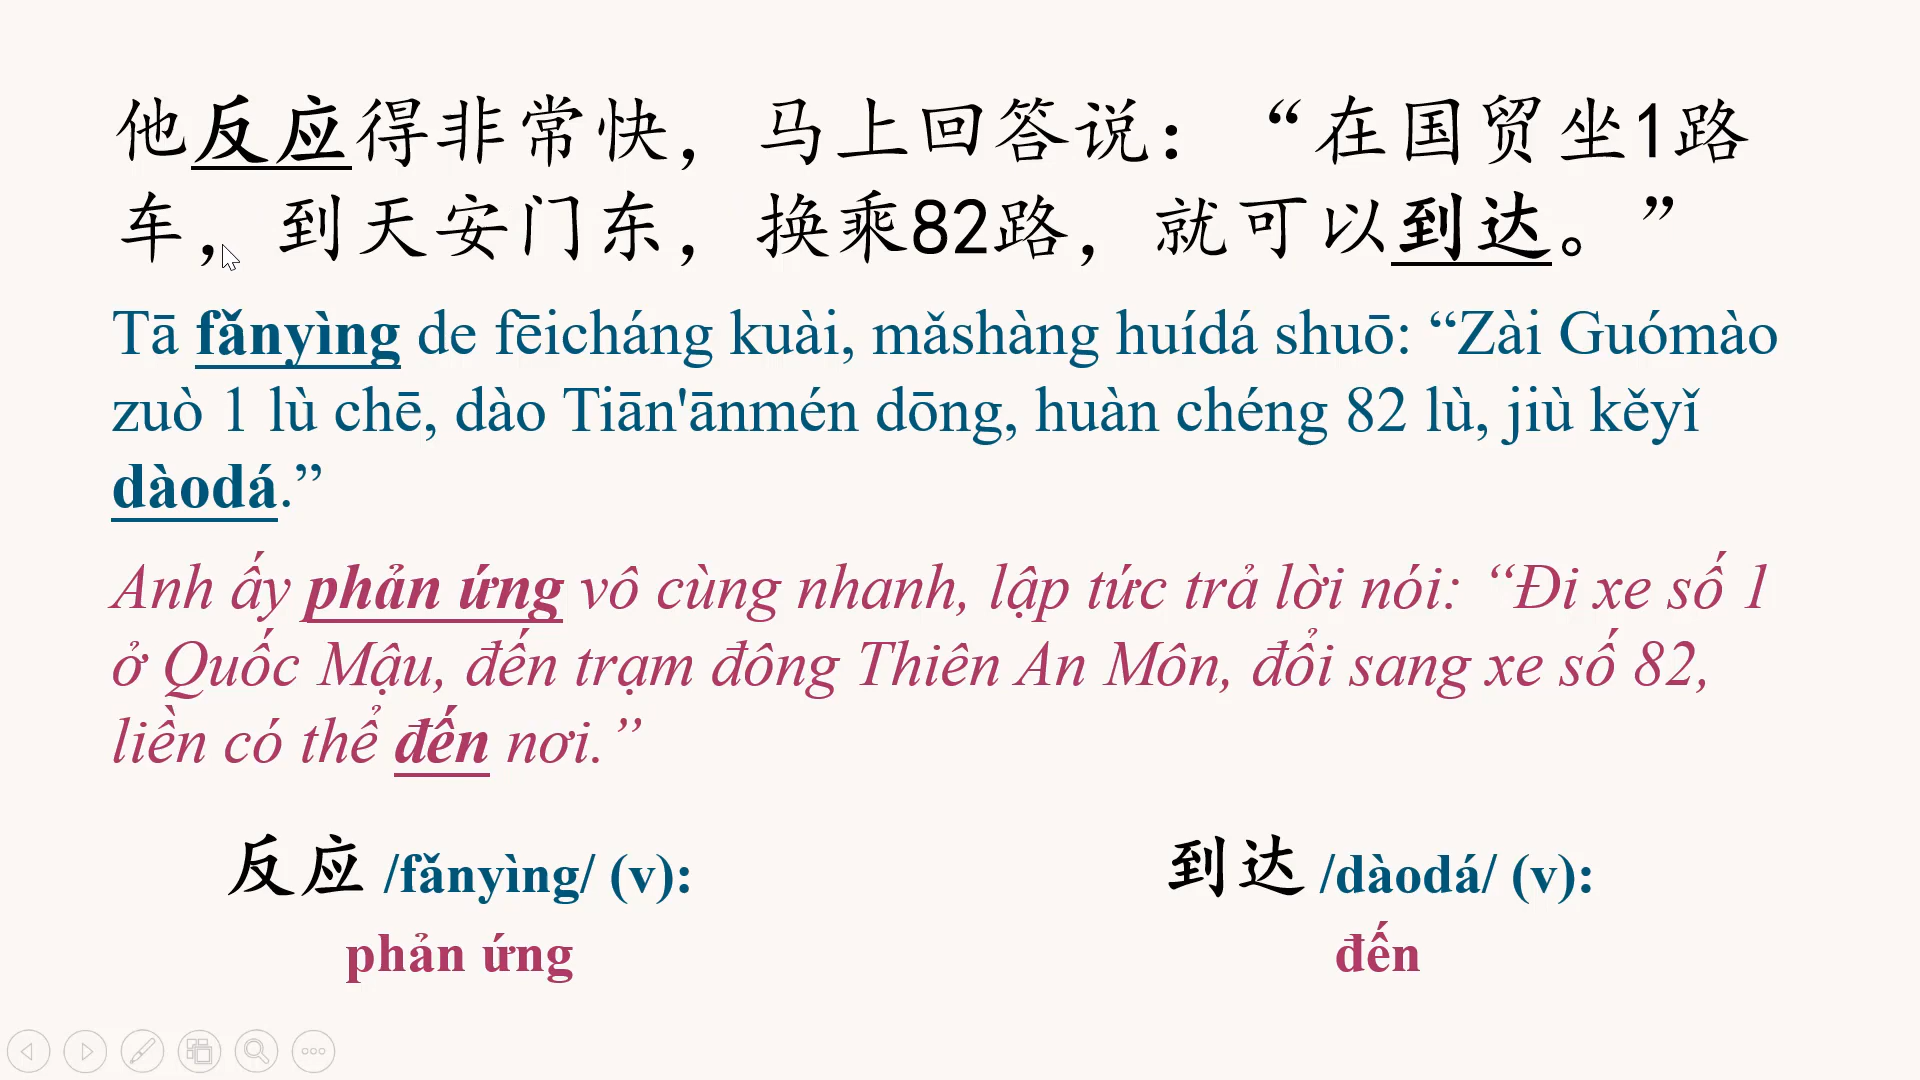 他反应得非常快，马上回答说：“在国贸坐1路
车，到天安门东，换乘82路，就可以到达。”
Tā fǎnyìng de fēicháng kuài, mǎshàng huídá shuō: “Zài Guómào
zuò 1 lù chē, dào Tiān'ānmén dōng, huàn chéng 82 lù, jiù kěyǐ
dàodá.”
Anh ấy phản ứng vô cùng nhanh, lập tức trả lời nói: “Đi xe số 1
ở Quốc Mậu, đến trạm đông Thiên An Môn, đổi sang xe số 82,
liền có thể đến nơi.”
反应 /fǎnyìng/ (v):
phản ứng
到达 /dàodá/ (v):
đến